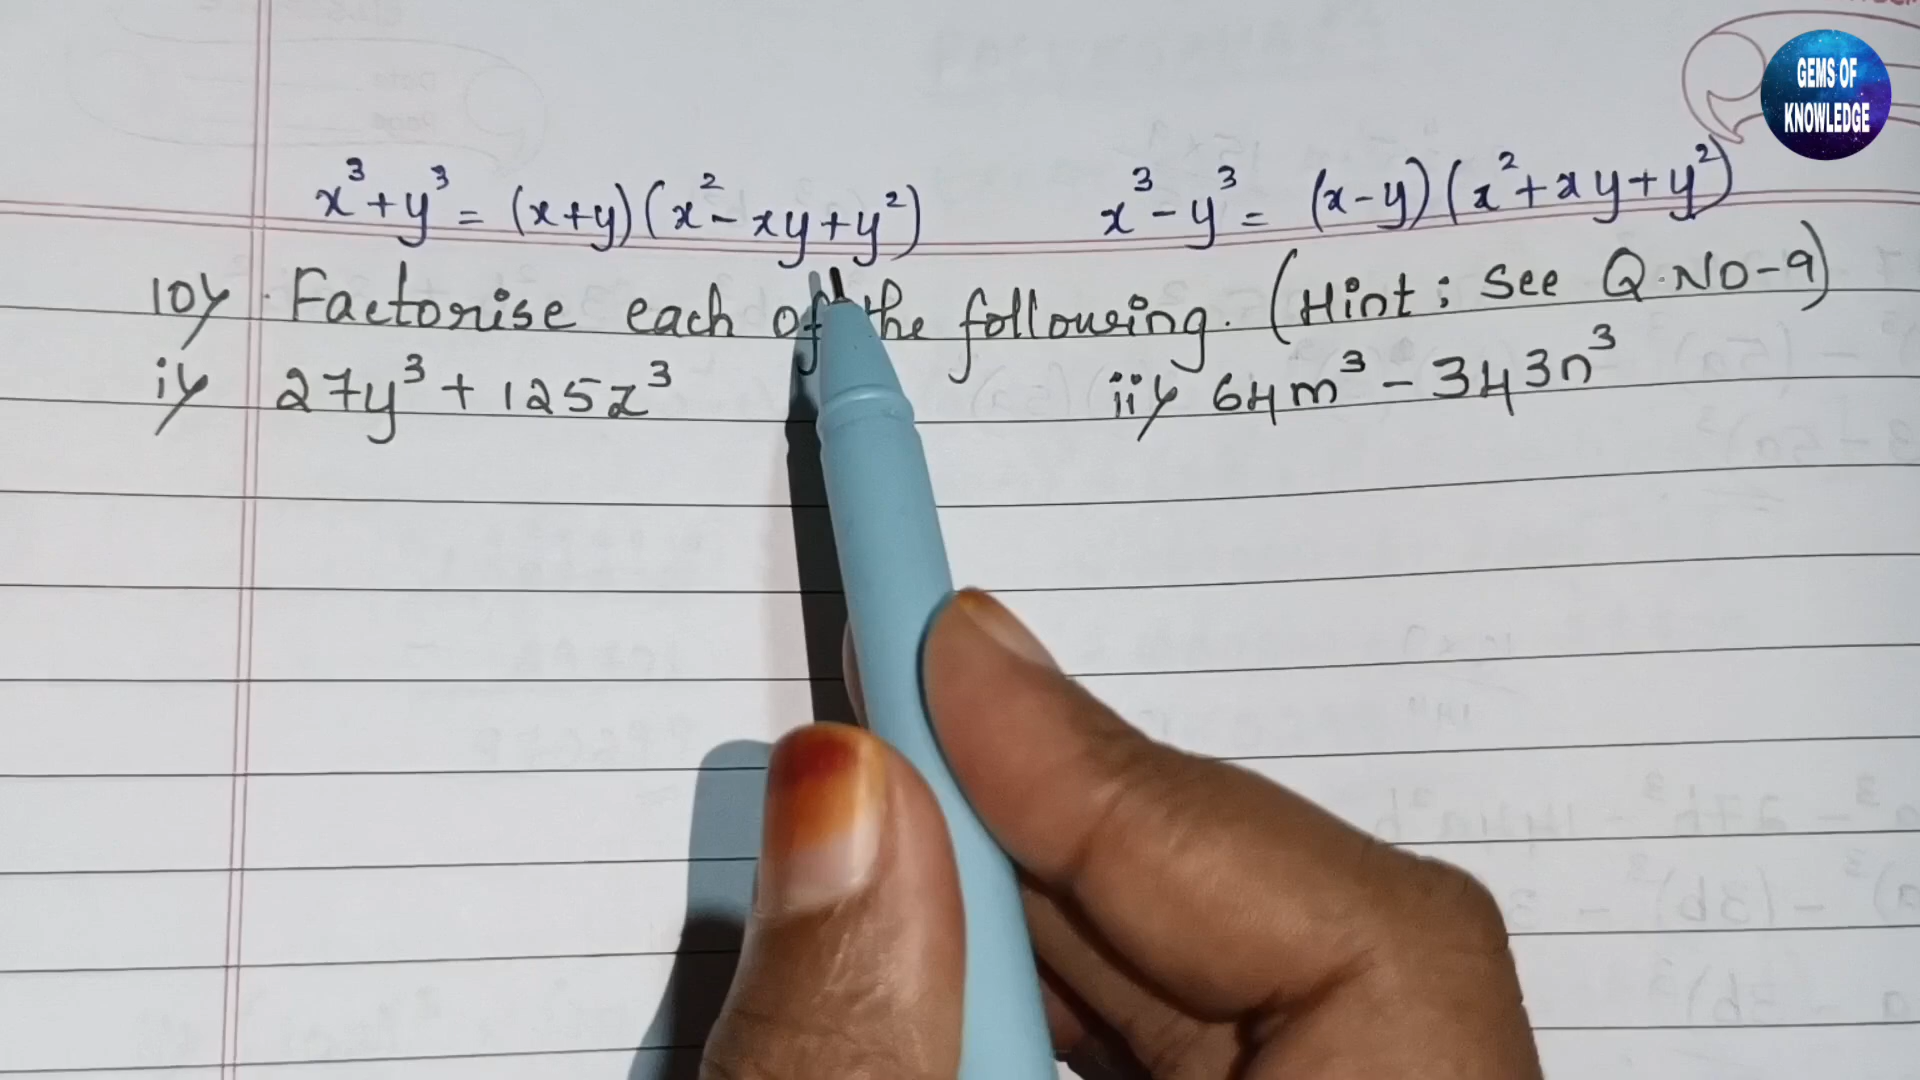 GEMS OF
KNOWLEDGE
x³+y³ = (x+y)(x²-xy+y²) x³-y³ = (x-y)(x²+xy+y²)
10) Factorise each of the following. (Hint: See Q.NO-9)
i) 27y³ + 125z³ ii) 64m³ - 343n³